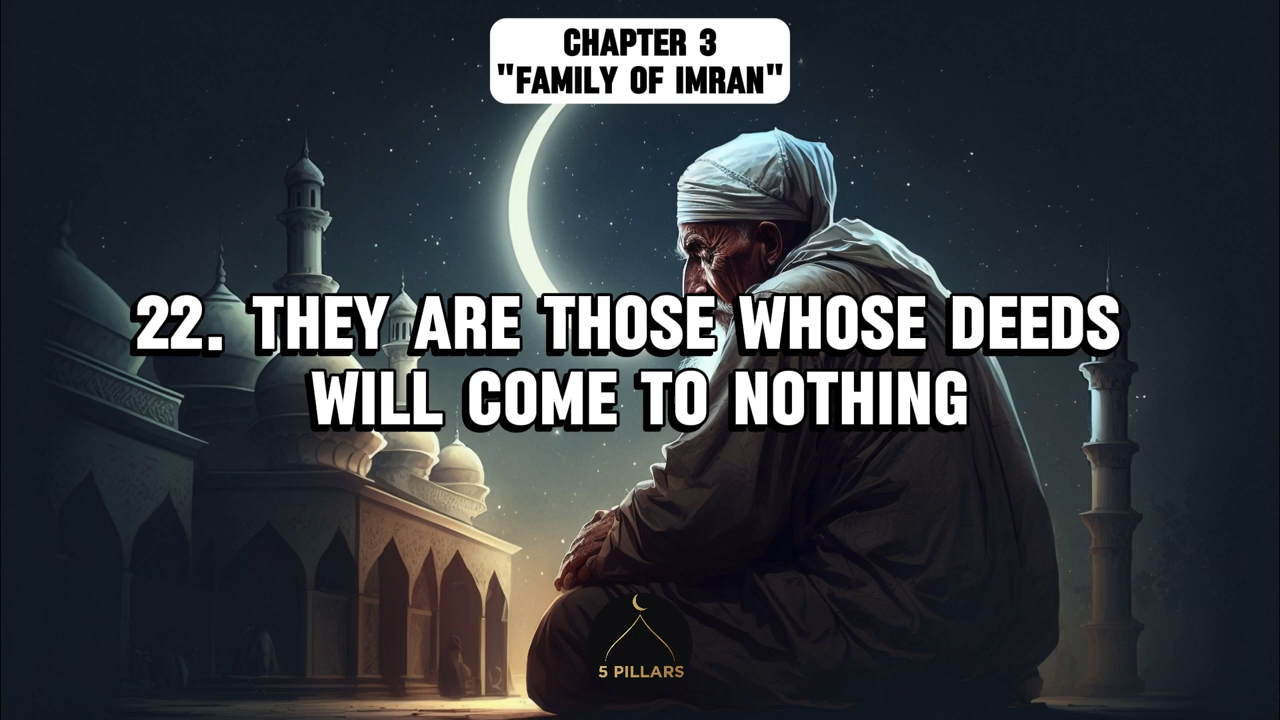 CHAPTER 3
"FAMILY OF IMRAN"
22. THEY ARE THOSE WHOSE DEEDS
WILL COME TO NOTHING
5 PILLARS